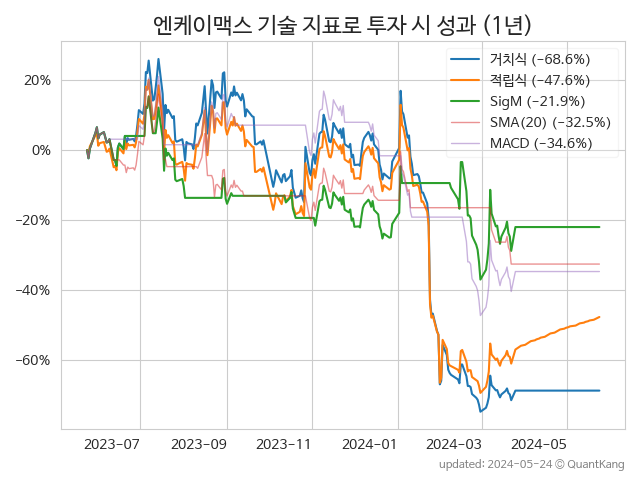 엔케이맥스 기술 지표로 투자 시 성과 (1년)
거치식 (−68.6%)
적립식 (−47.6%)
SigM (−21.9%)
SMA(20) (−32.5%)
MACD (−34.6%)
20%
0%
−20%
−40%
−60%
2023−07 2023−09 2023−11 2024−01 2024−03 2024−05
updated: 2024−05−24 © QuantKang